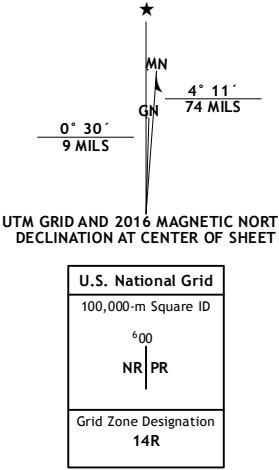 ★
MN
4° 11´
74 MILS
GN
0° 30´
9 MILS
UTM GRID AND 2016 MAGNETIC NORT
DECLINATION AT CENTER OF SHEET
U.S. National Grid
100,000-m Square ID
⁶00
NR PR
Grid Zone Designation
14R